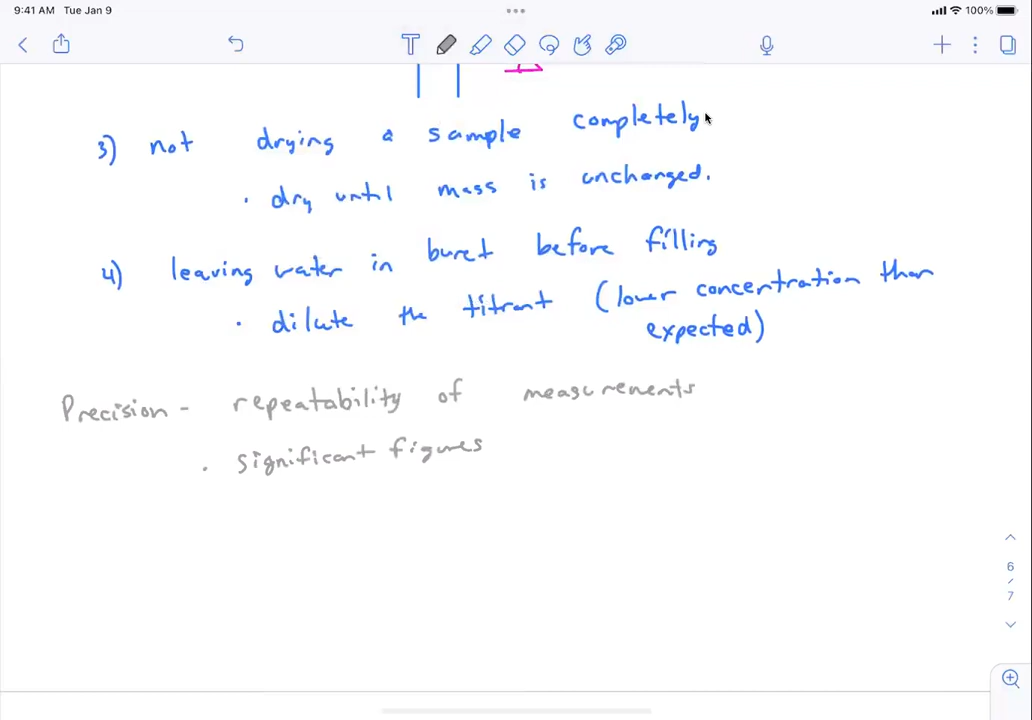 9:41 AM Tue Jan 9
100%
3) not drying a sample completely
· dry until mass is unchanged.
4) leaving water in buret before filling
· dilute the titrant (lower concentration than
expected)
Precision - repeatability of measurements
· significant figures
6
/
7